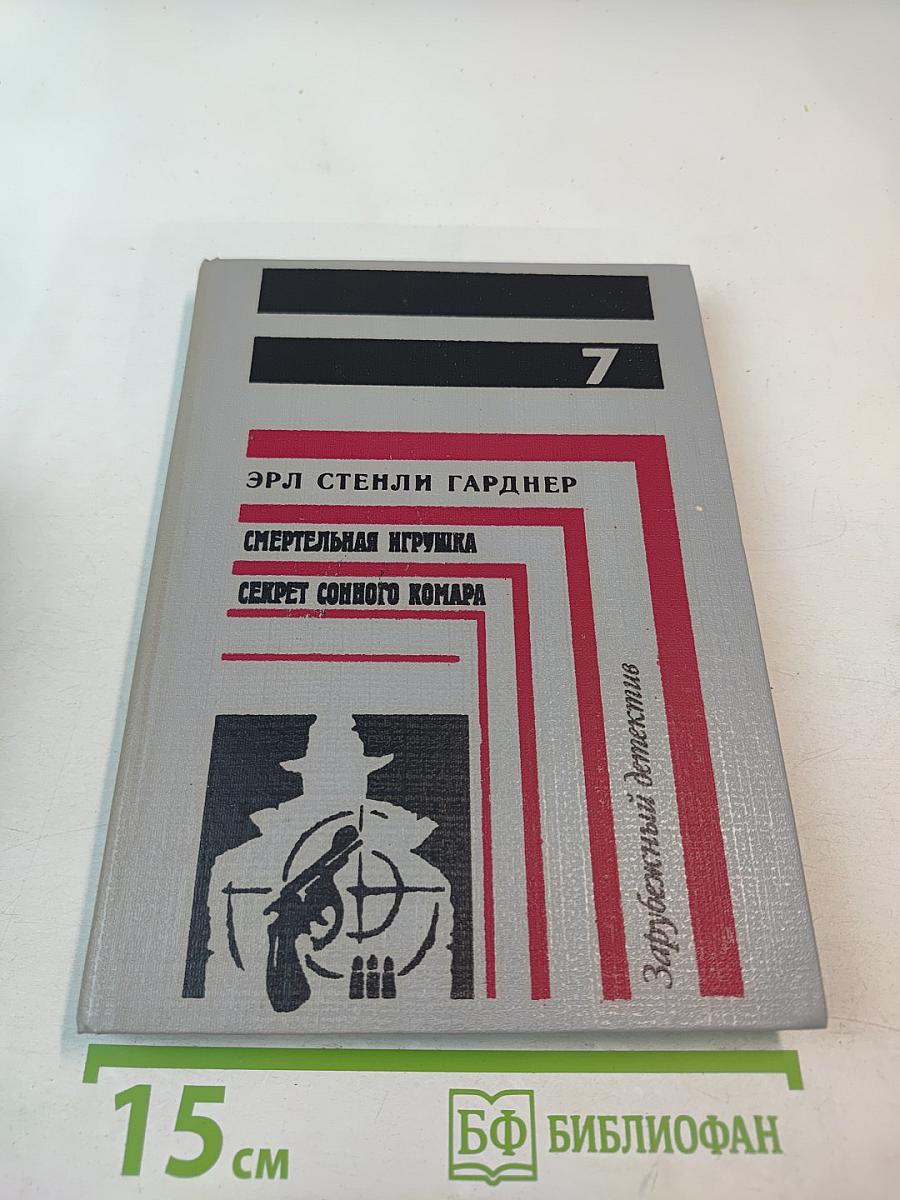 7
ЭРЛ СТЕНЛИ ГАРДНЕР
СМЕРТЕЛЬНАЯ ИГРУШКА
СЕКРЕТ СОННОГО КОМАРА
Зарубежный детектив
15 см
БФ БИБЛИОФАН